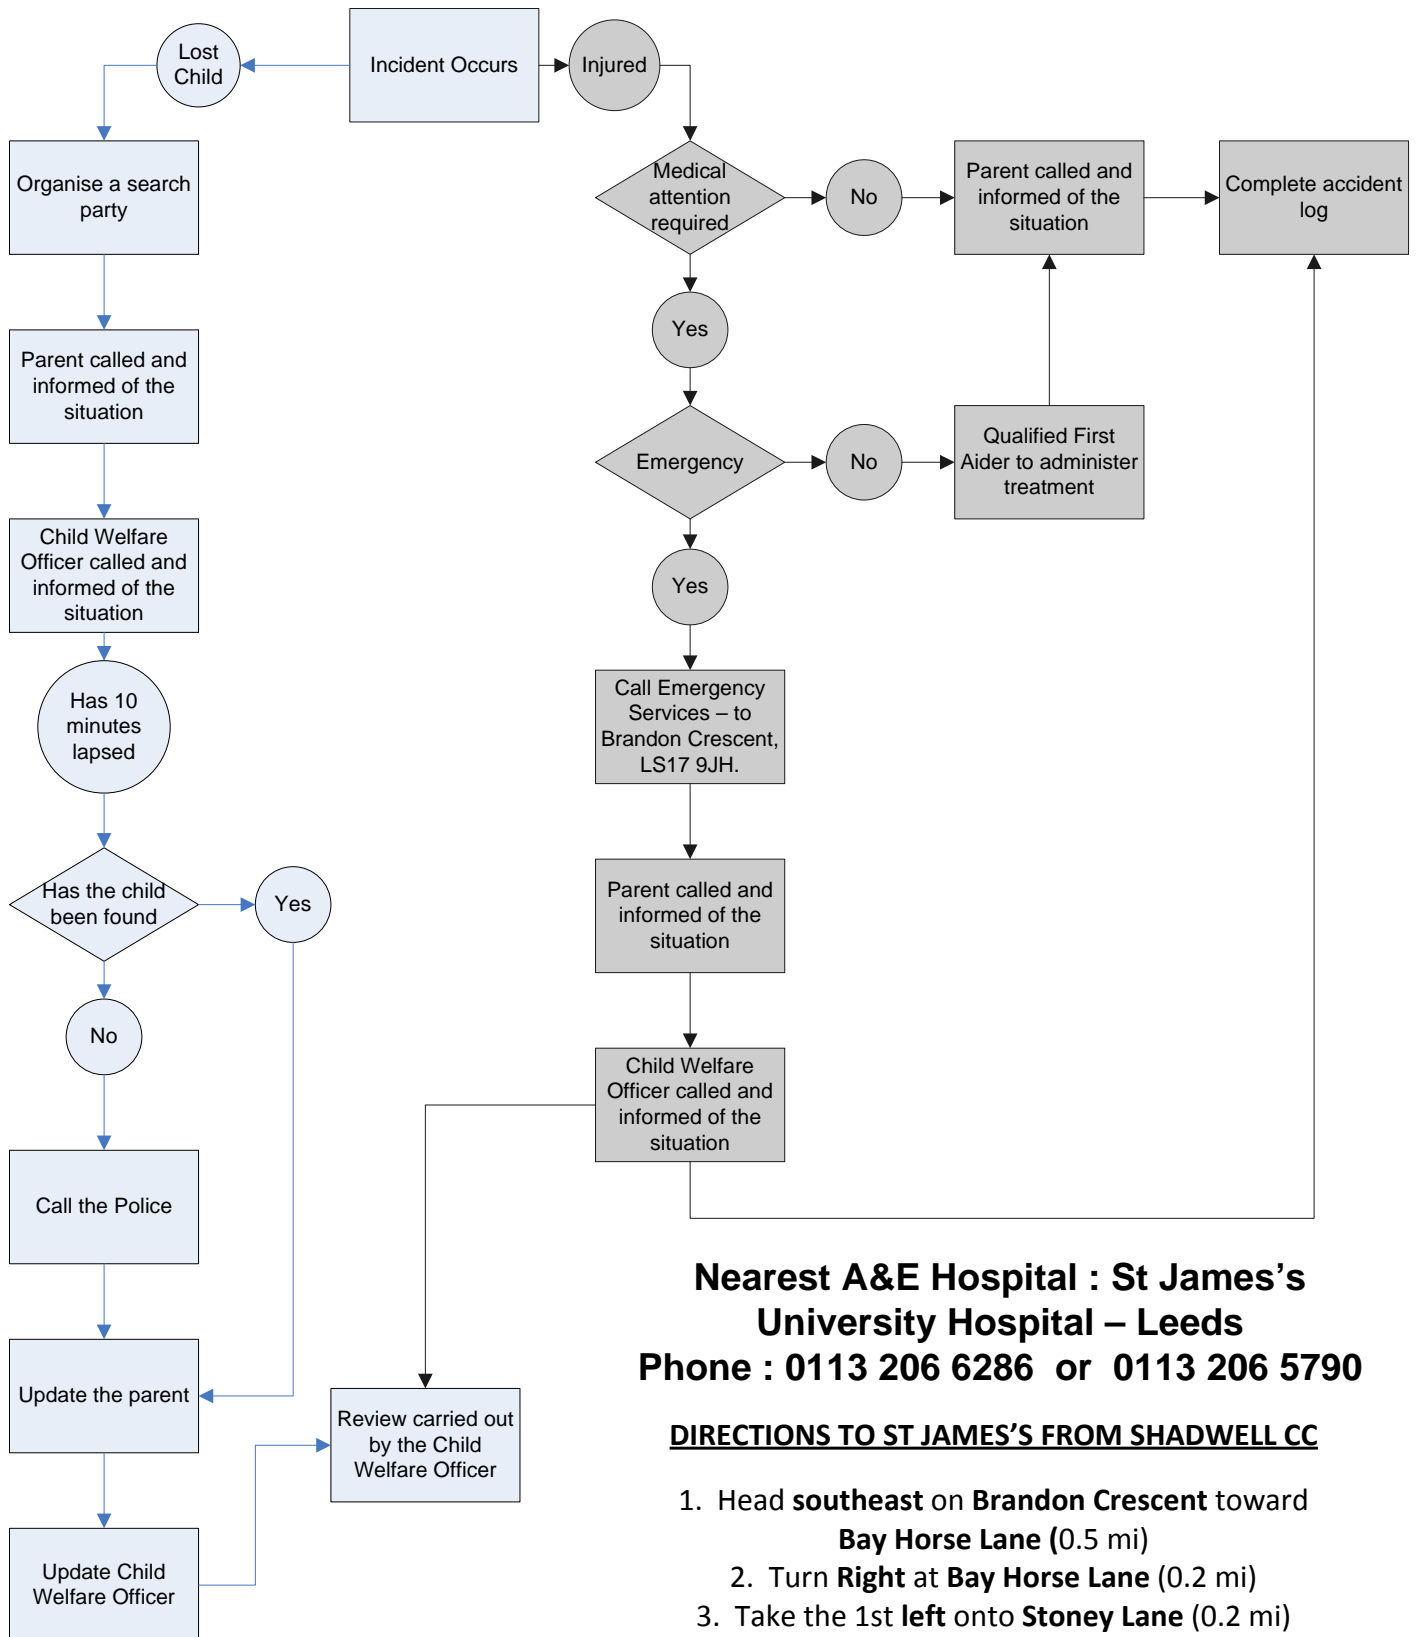 Lost
Child
Incident Occurs
Injured
Organise a search
party
Medical
attention
required
No
Parent called and
informed of the
situation
Complete accident
log
Yes
Parent called and
informed of the
situation
Emergency
No
Qualified First
Aider to administer
treatment
Child Welfare
Officer called and
informed of the
situation
Yes
Has 10
minutes
lapsed
Call Emergency
Services – to
Brandon Crescent,
LS17 9JH.
Has the child
been found
Yes
Parent called and
informed of the
situation
No
Child Welfare
Officer called and
informed of the
situation
Call the Police
Update the parent
Review carried out
by the Child
Welfare Officer
Update Child
Welfare Officer
Nearest A&E Hospital : St James’s
University Hospital – Leeds
Phone : 0113 206 6286 or 0113 206 5790
DIRECTIONS TO ST JAMES’S FROM SHADWELL CC
1. Head southeast on Brandon Crescent toward
Bay Horse Lane (0.5 mi)
2. Turn Right at Bay Horse Lane (0.2 mi)
3. Take the 1st left onto Stoney Lane (0.2 mi)